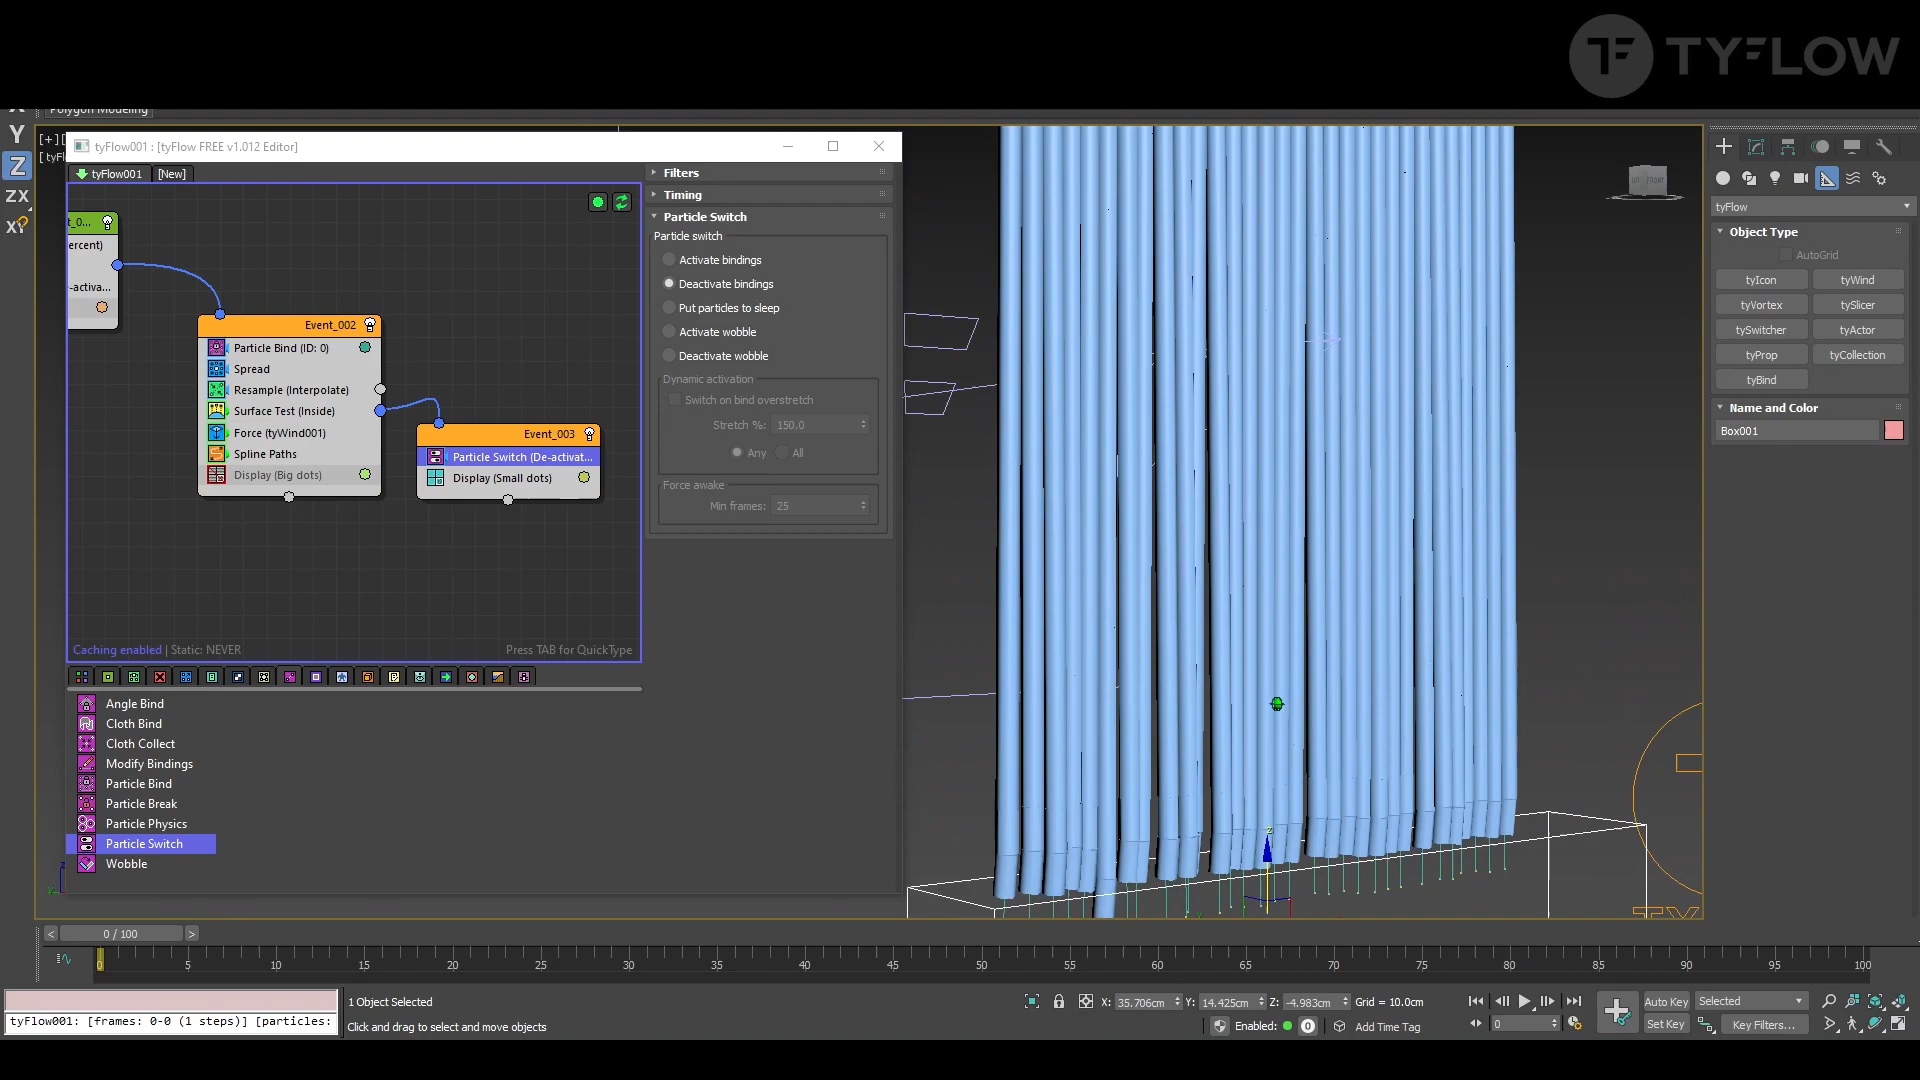 TYFLOW
Polygon Modeling
Y
Z
ZX
XY
[+][
[ tyFl
tyFlow001 : [tyFlow FREE v1.012 Editor]
tyFlow001
[New]
t_0...
ercent)
-activa...
Event_002
Particle Bind (ID: 0)
Spread
Resample (Interpolate)
Surface Test (Inside)
Force (tyWind001)
Spline Paths
Display (Big dots)
Event_003
Particle Switch (De-activat...
Display (Small dots)
Caching enabled | Static: NEVER
Press TAB for QuickType
Filters
Timing
Particle Switch
Particle switch
Activate bindings
Deactivate bindings
Put particles to sleep
Activate wobble
Deactivate wobble
Dynamic activation
Switch on bind overstretch
Stretch %: 150.0
Any All
Force awake
Min frames: 25
Angle Bind
Cloth Bind
Cloth Collect
Modify Bindings
Particle Bind
Particle Break
Particle Physics
Particle Switch
Wobble
FRONT
z
tyFlow
Object Type
AutoGrid
tyIcon tyWind
tyVortex tySlicer
tySwitcher tyActor
tyProp tyCollection
tyBind
Name and Color
Box001
< 0 / 100 >
0 5 10 15 20 25 30 35 40 45 50 55 60 65 70 75 80 85 90 95 100
tyFlow001: [frames: 0-0 (1 steps)] [particles:
1 Object Selected
Click and drag to select and move objects
X: 35.706cm Y: 14.425cm Z: -4.983cm Grid = 10.0cm
Enabled: 0 Add Time Tag
0
Auto Key Selected
Set Key Key Filters...